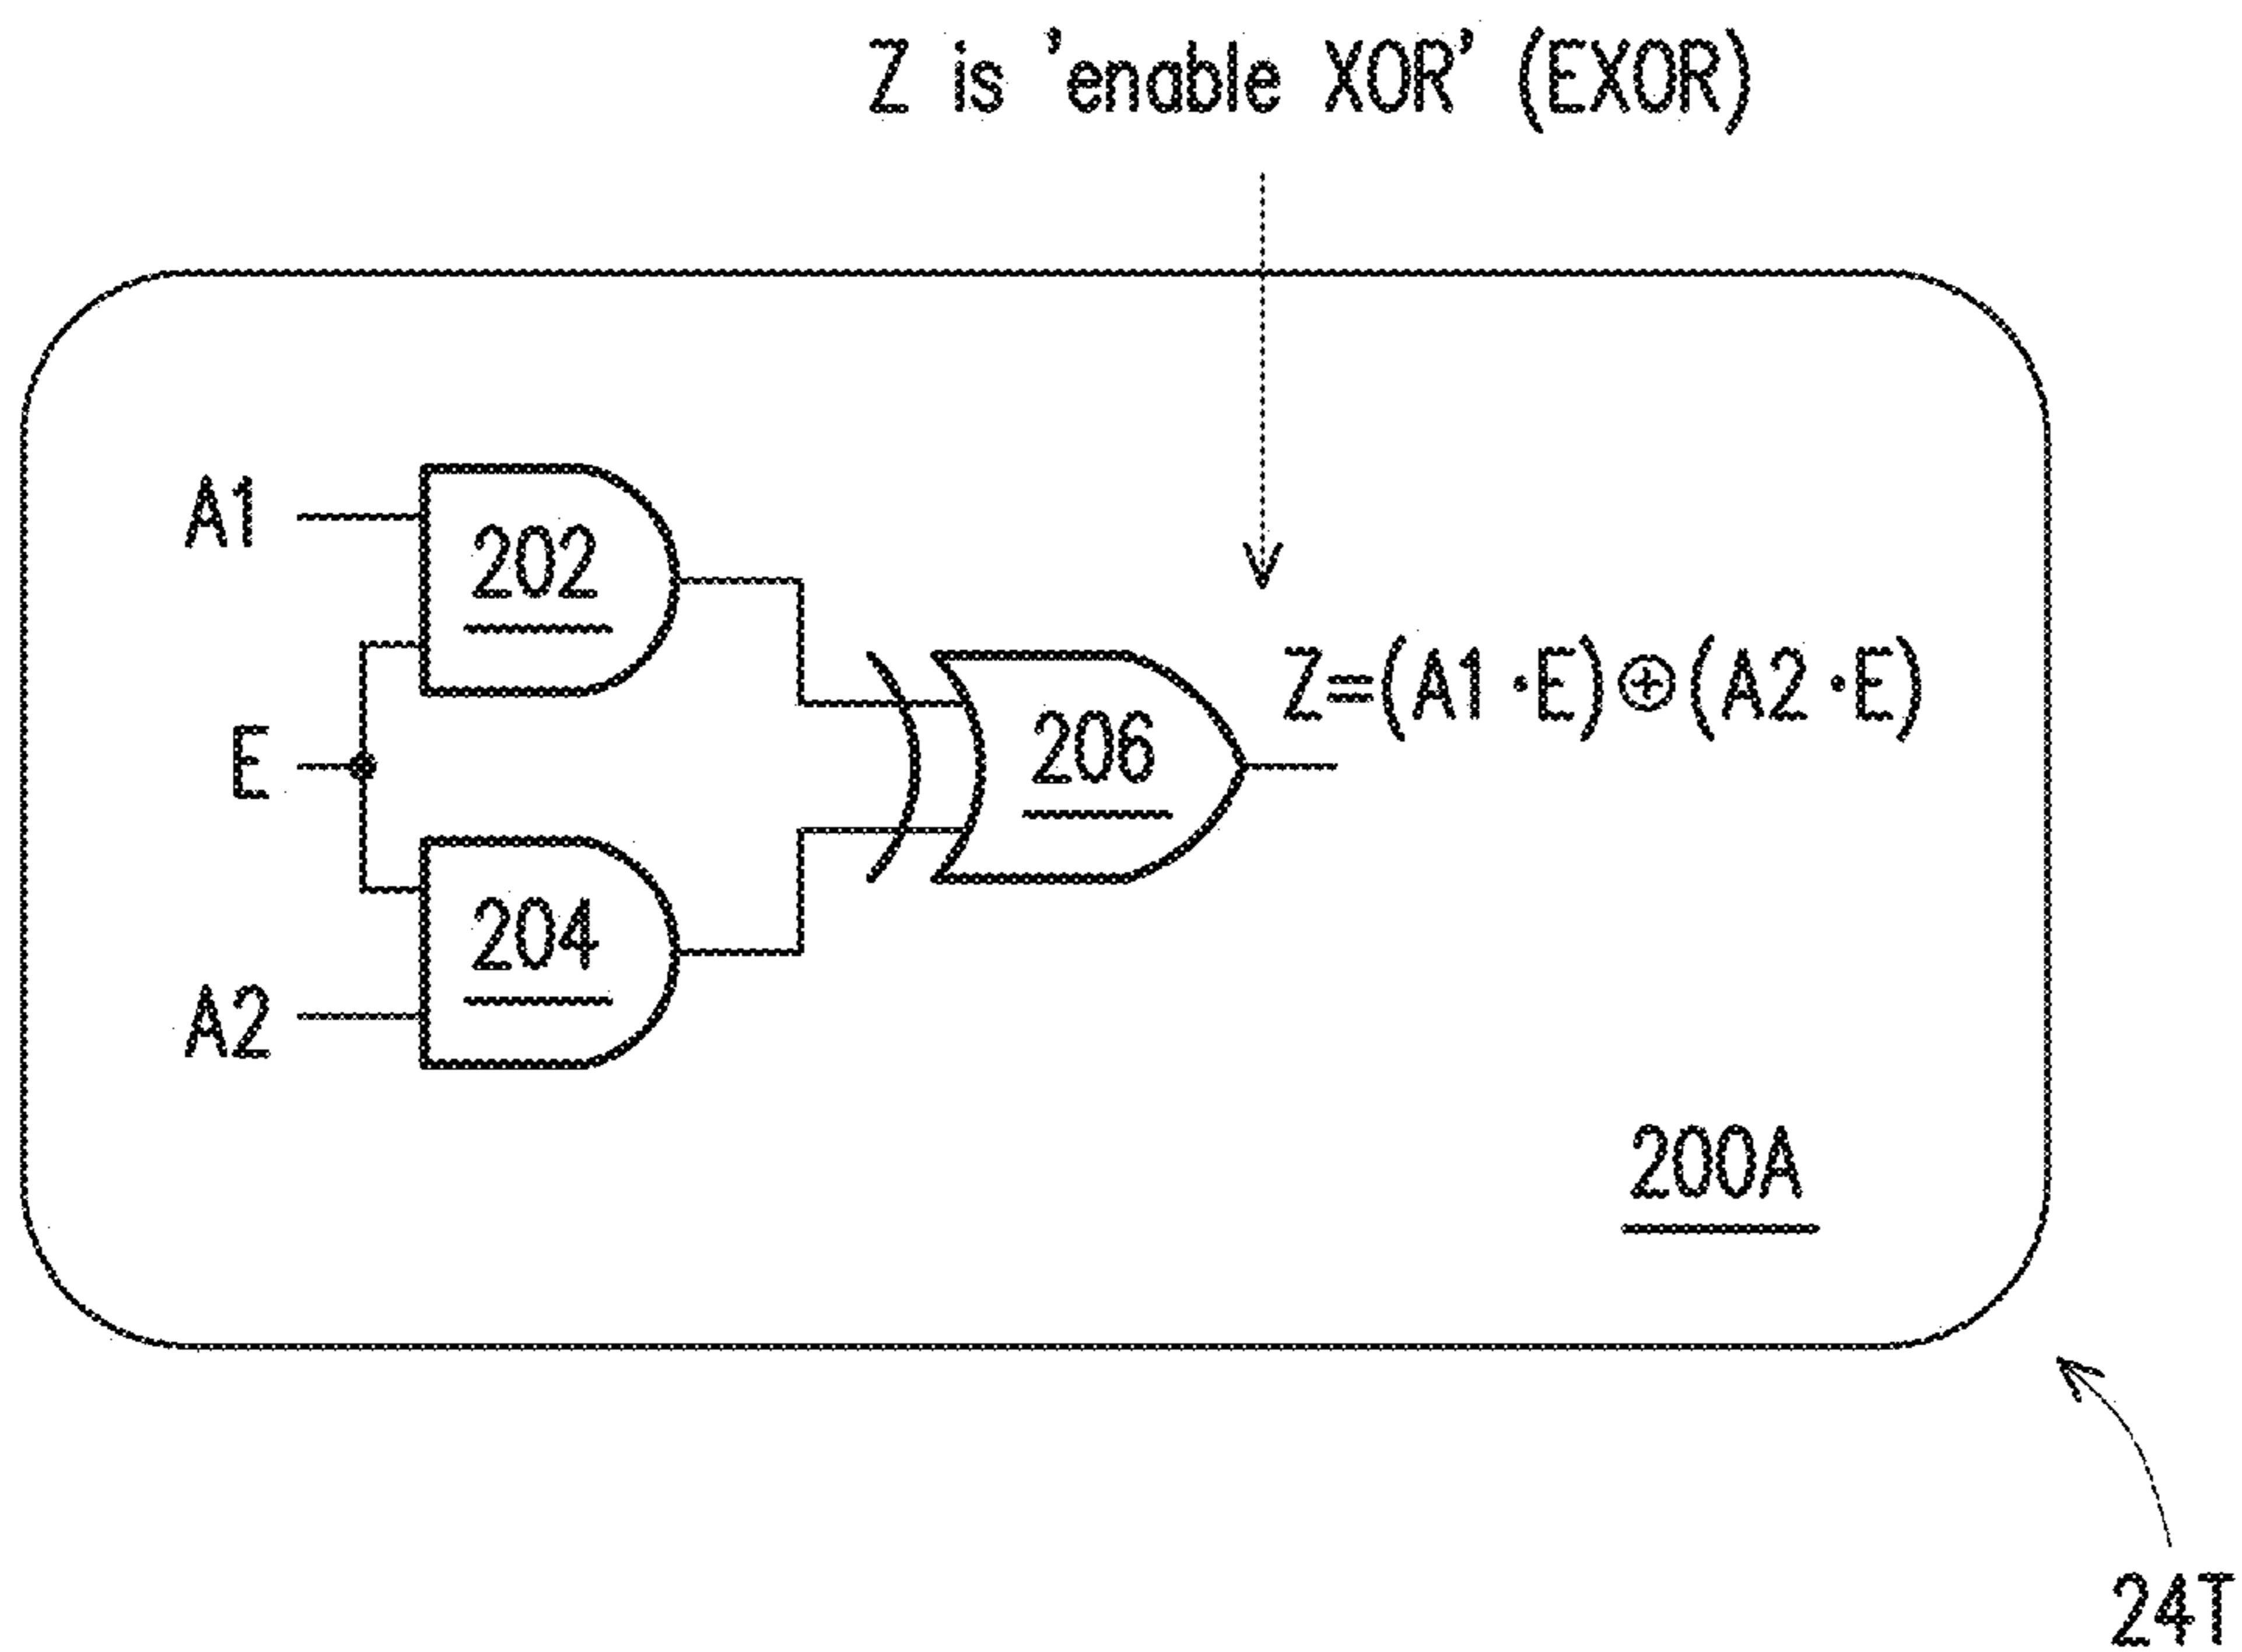 Z is 'enable XOR' (EXOR)
A1
202
Z=(A1·E)⊕(A2·E)
206
E
204
A2
200A
24T